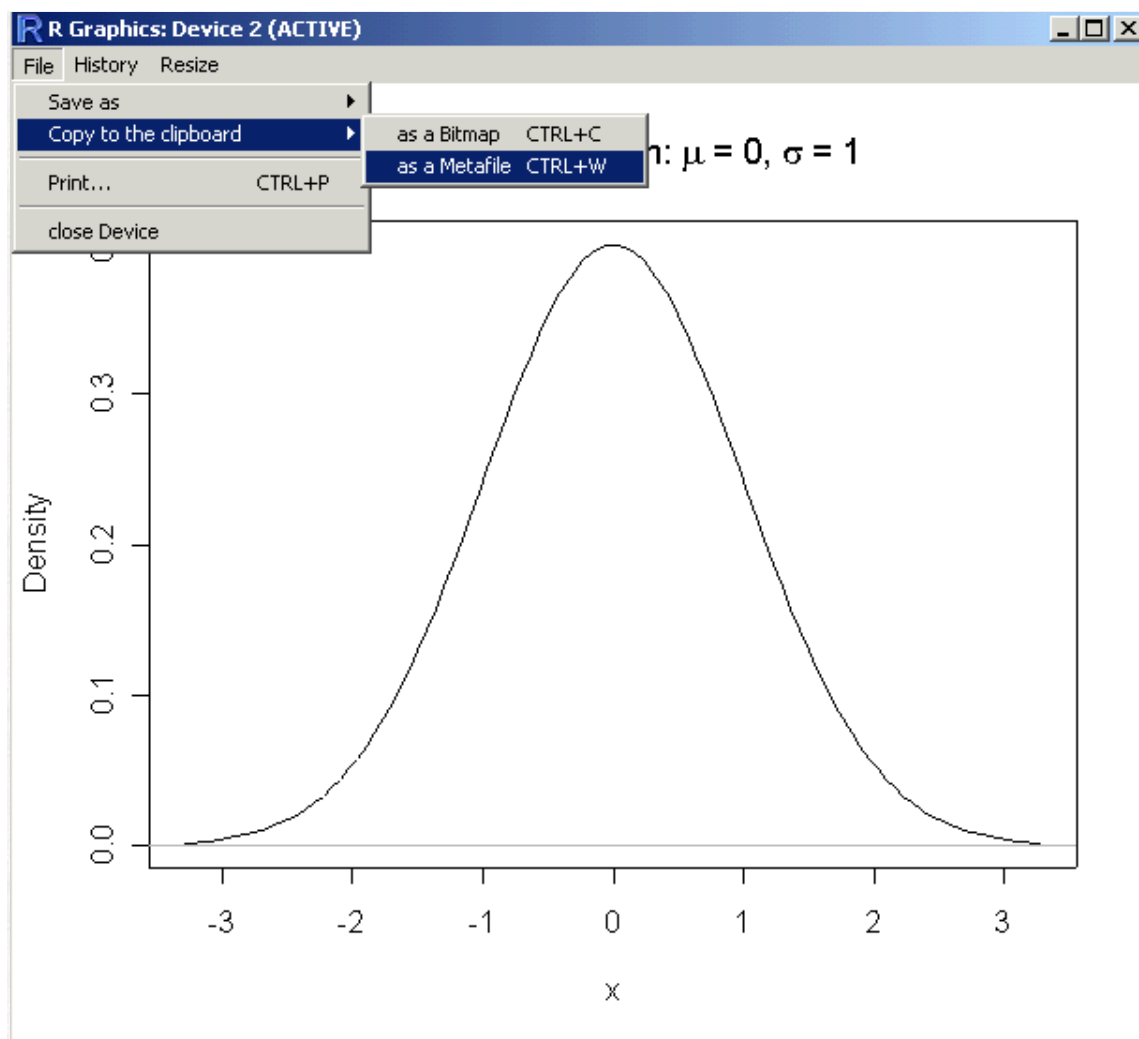 R Graphics: Device 2 (ACTIVE)
File History Resize
Save as
Copy to the clipboard
as a Bitmap CTRL+C
as a Metafile CTRL+W
Print... CTRL+P
close Device
μ = 0, σ = 1
Density
0.3
0.2
0.1
0.0
-3 -2 -1 0 1 2 3
x